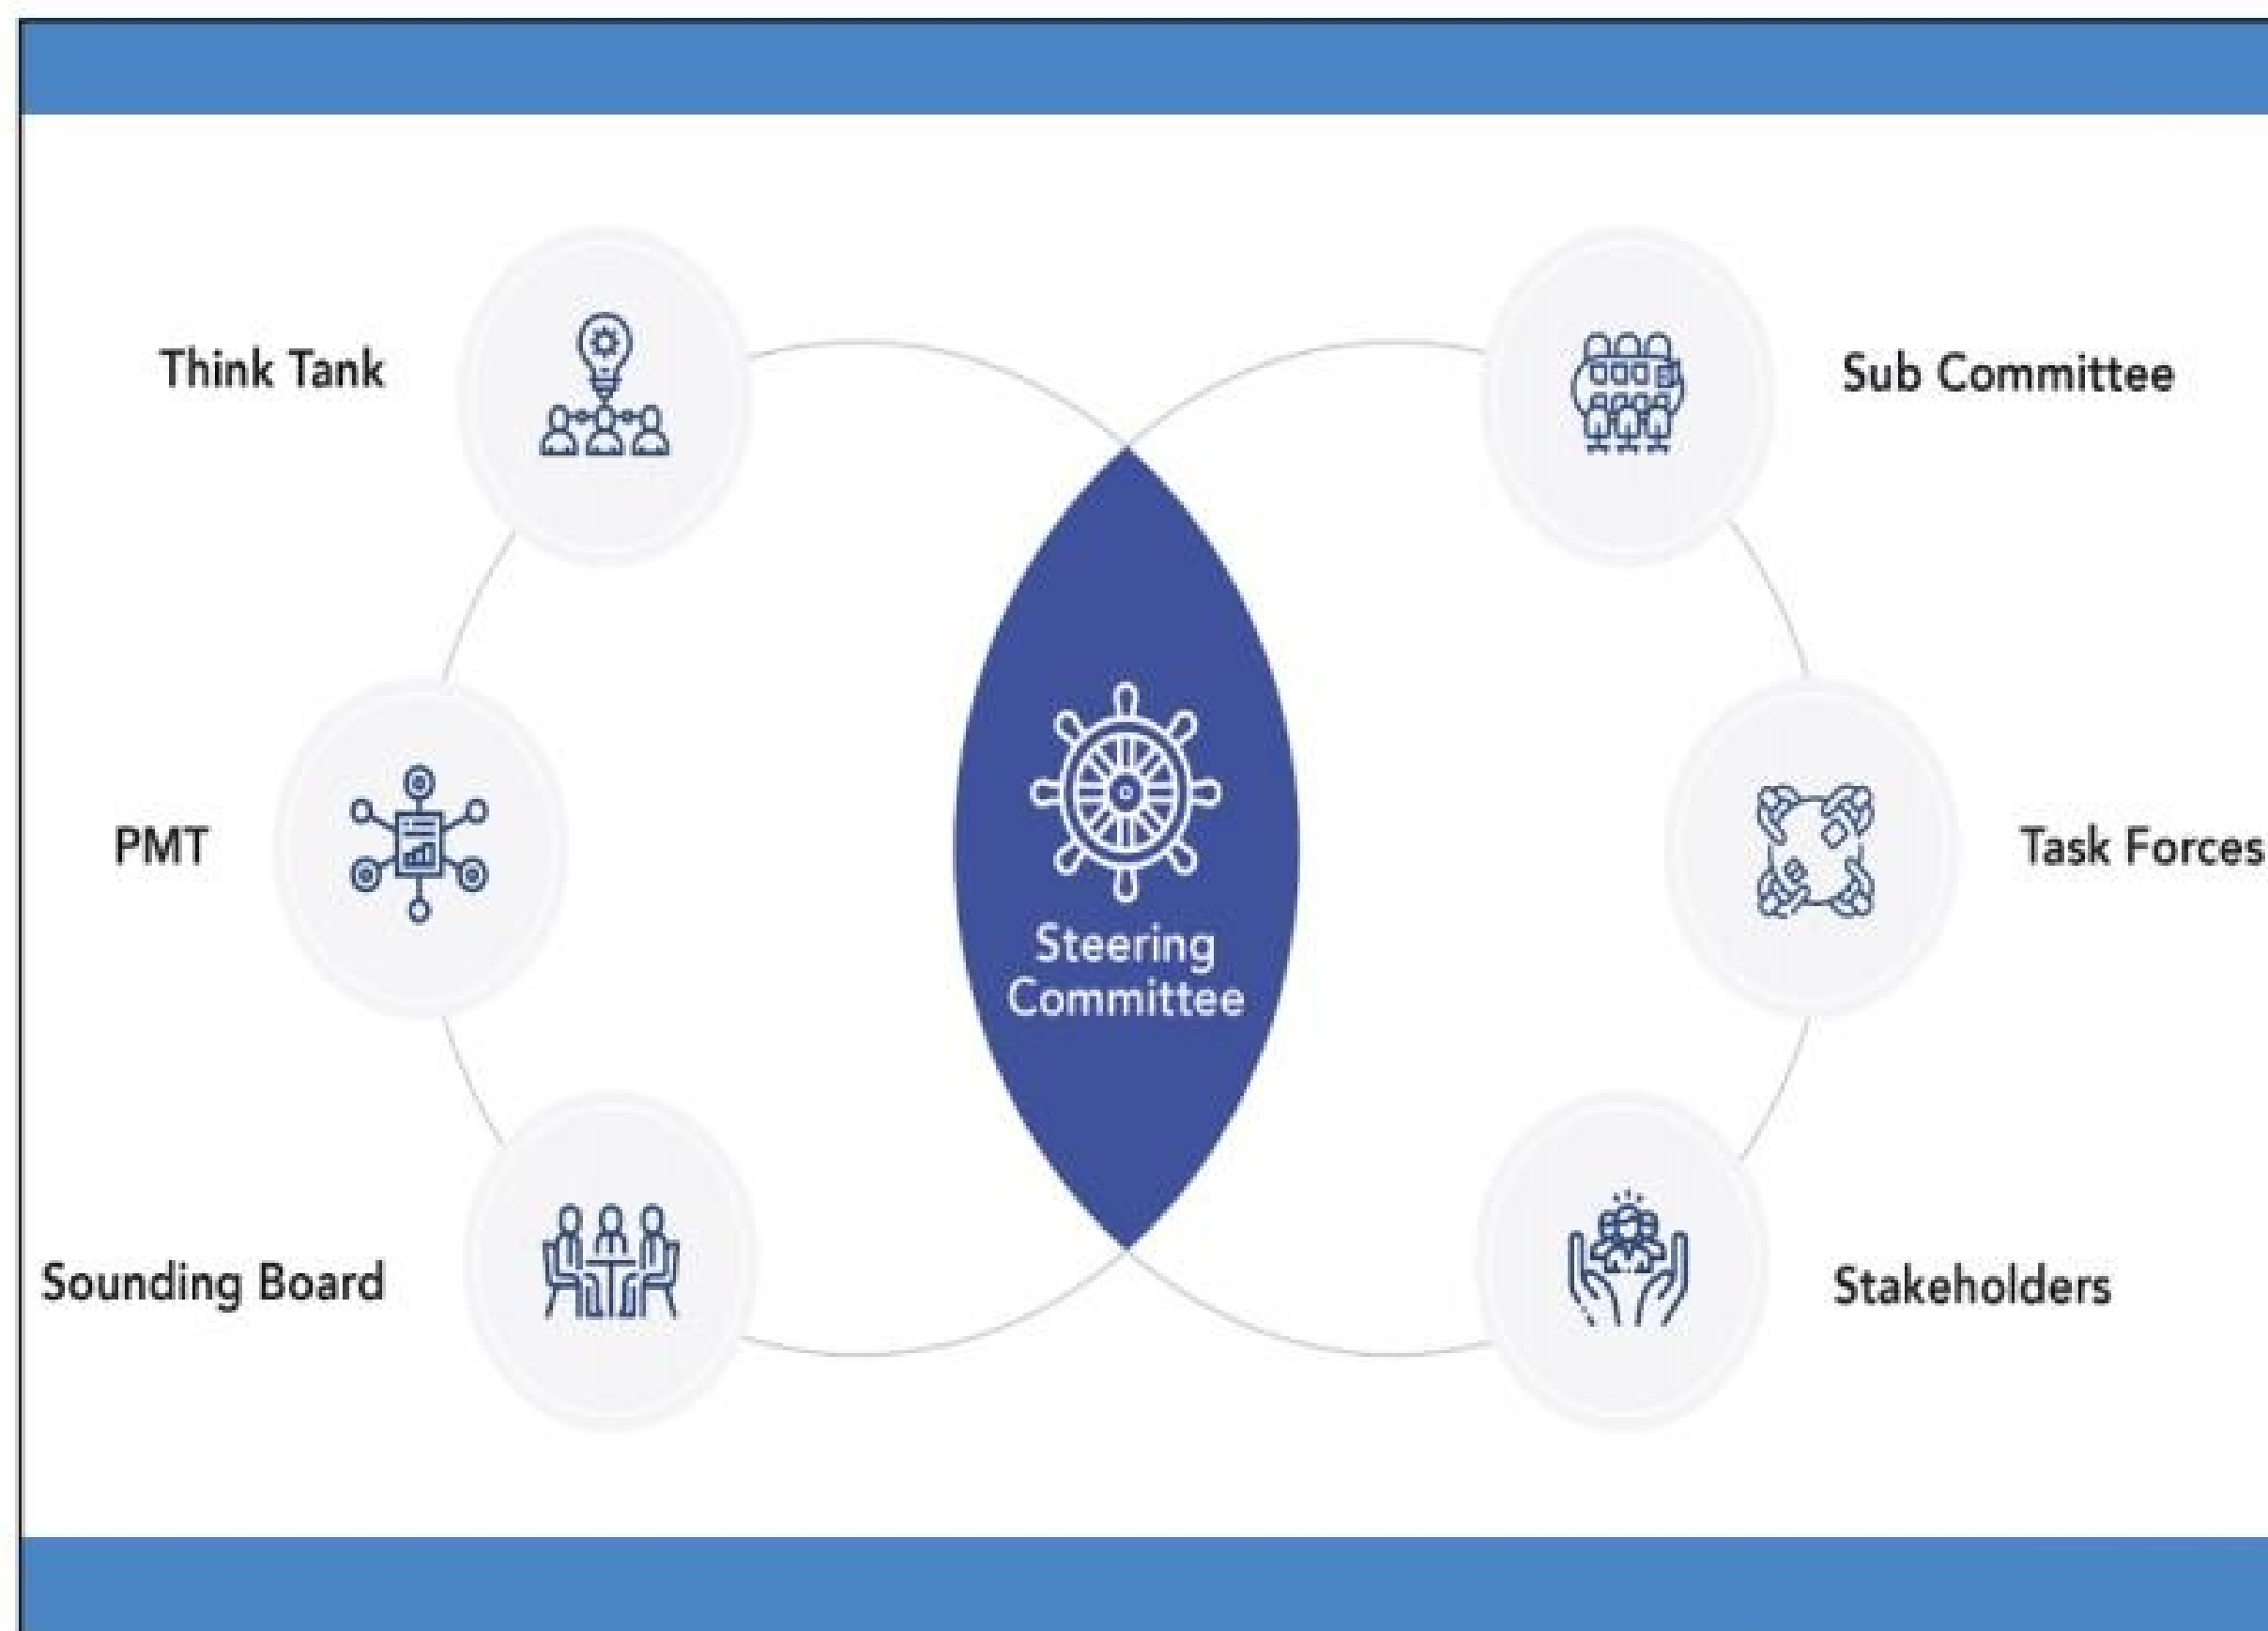 Think Tank
Sub Committee
PMT
Task Forces
Steering
Committee
Sounding Board
Stakeholders